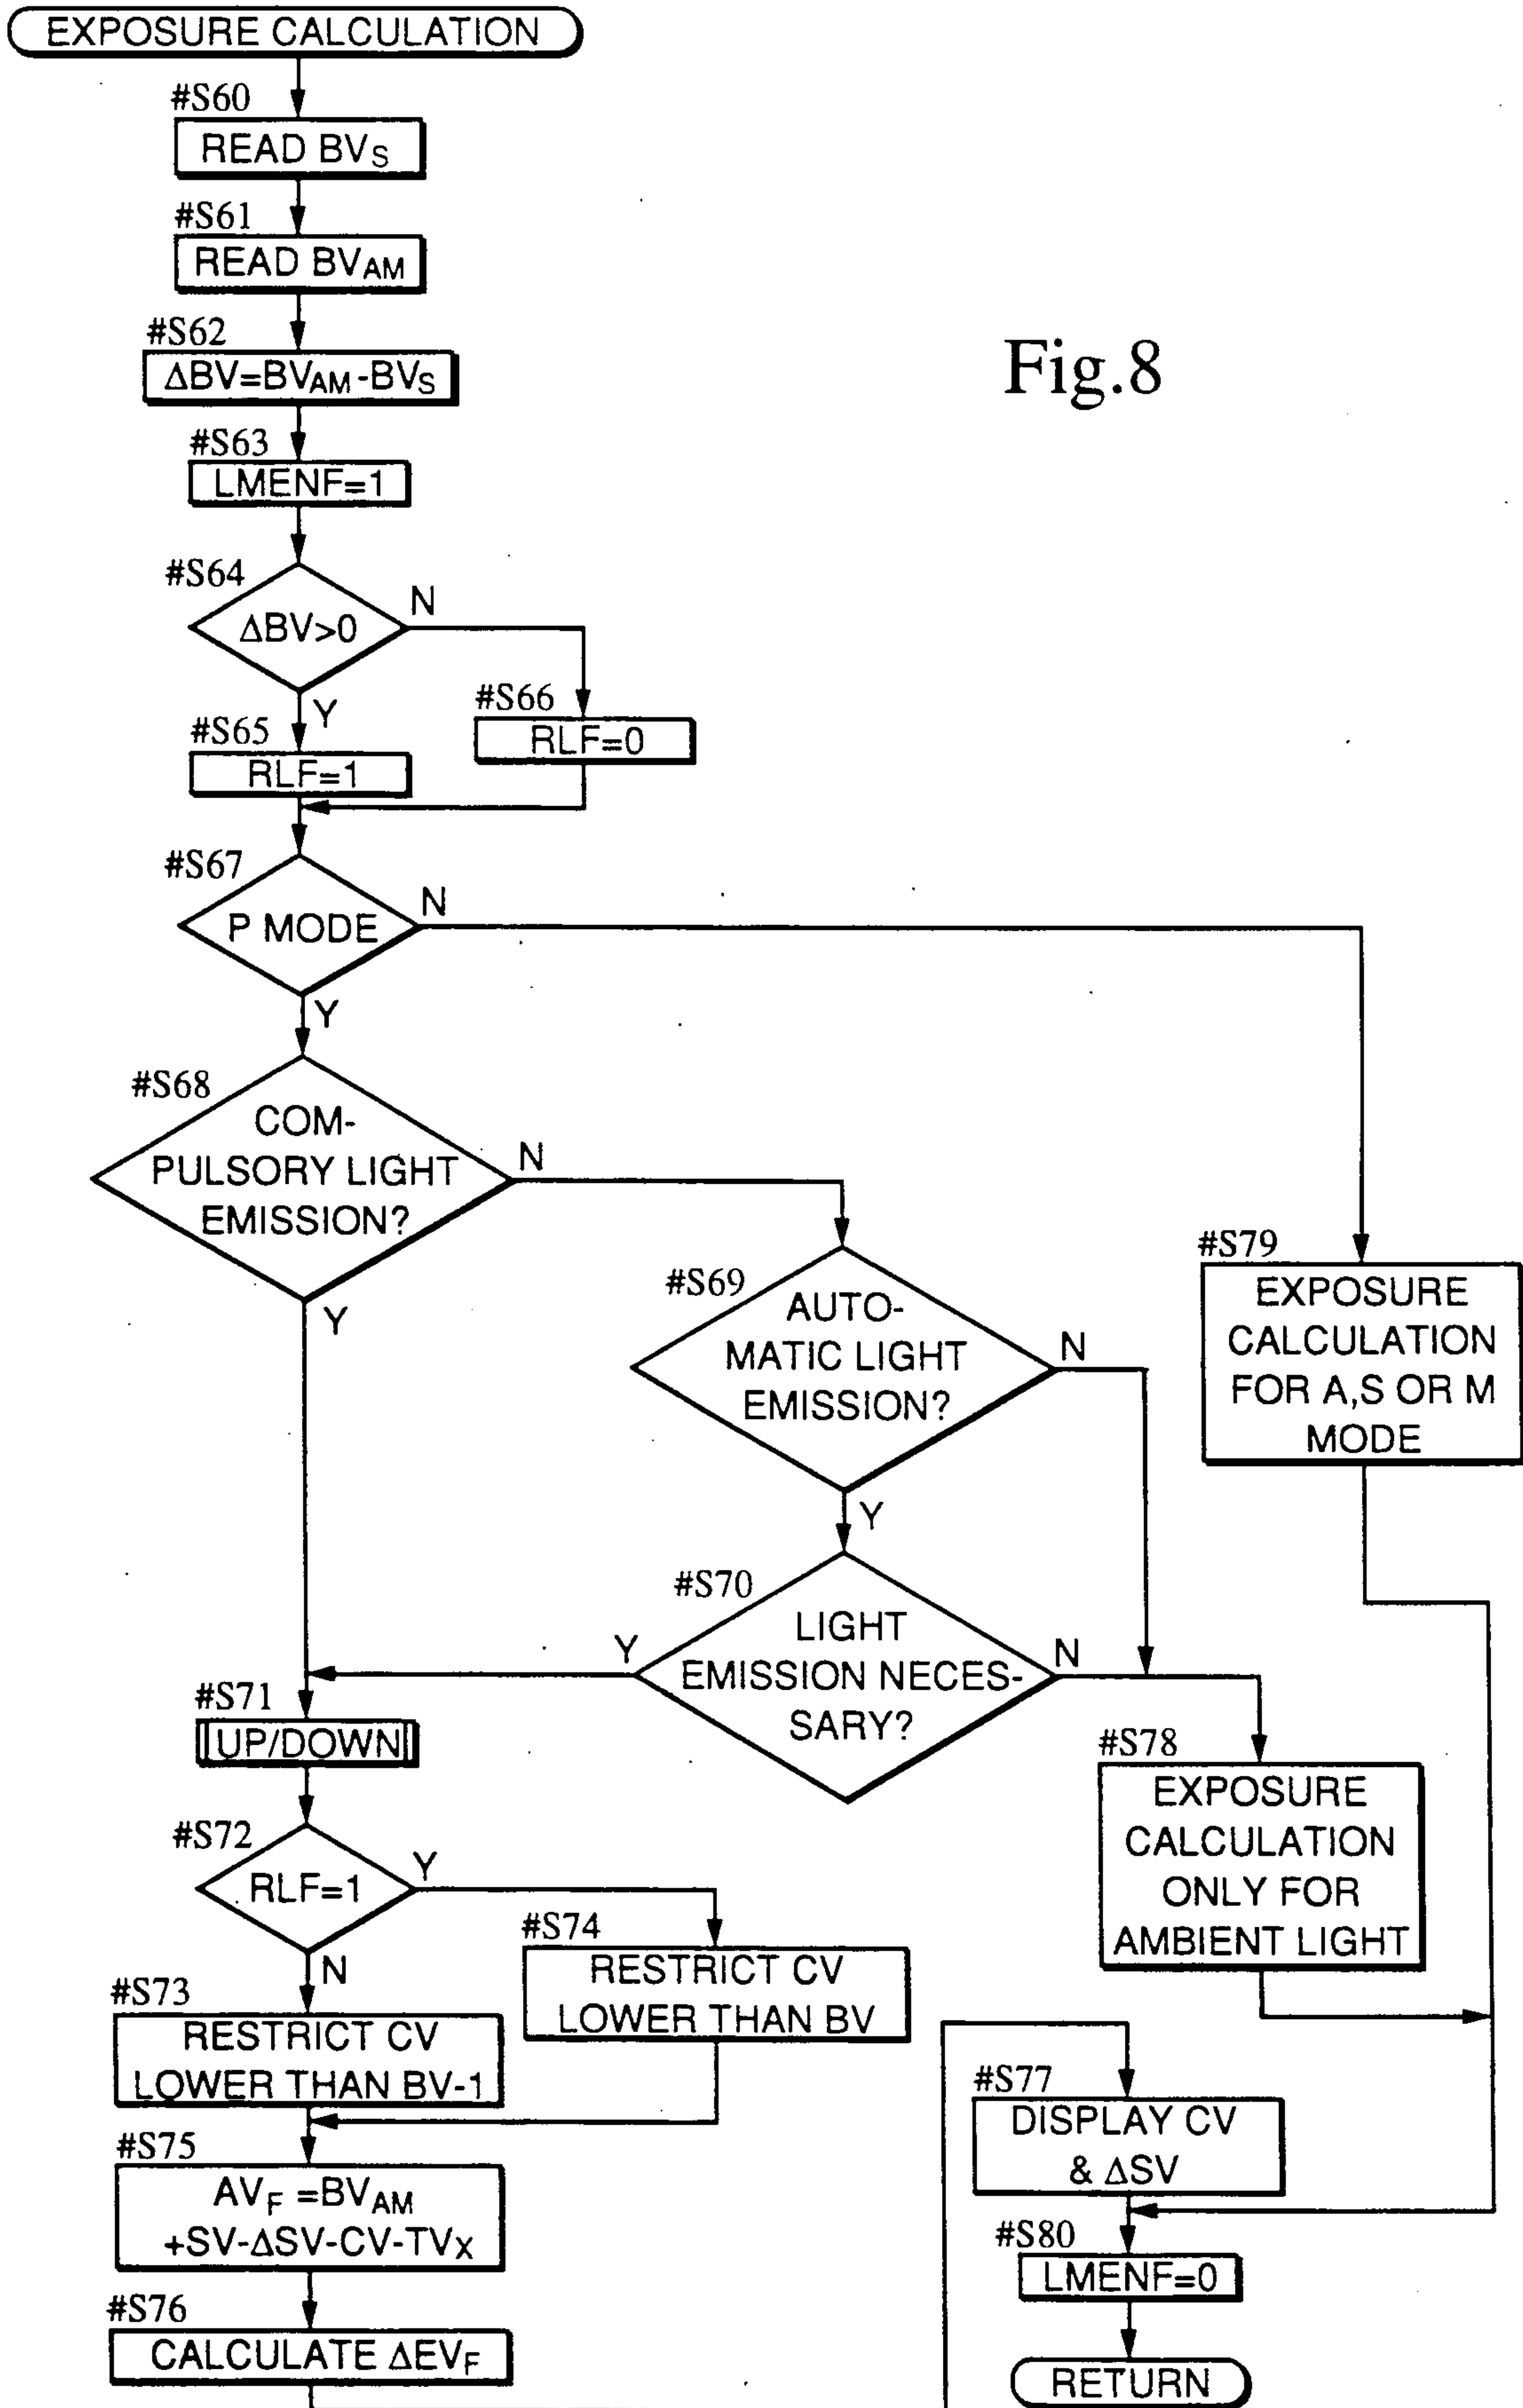 EXPOSURE CALCULATION
#S60
READ BVS
#S61
READ BVAM
#S62
ΔBV=BVAM-BVS
Fig.8
#S63
LMENF=1
#S64
ΔBV>0
N
Y
#S65
RLF=1
#S66
RLF=0
#S67
P MODE
N
Y
#S68
COM-
PULSORY LIGHT
EMISSION?
N
Y
#S69
AUTO-
MATIC LIGHT
EMISSION?
N
Y
#S79
EXPOSURE
CALCULATION
FOR A,S OR M
MODE
#S70
LIGHT
EMISSION NECES-
SARY?
Y
N
#S71
UP/DOWN
#S78
EXPOSURE
CALCULATION
ONLY FOR
AMBIENT LIGHT
#S72
RLF=1
Y
N
#S74
RESTRICT CV
LOWER THAN BV
#S73
RESTRICT CV
LOWER THAN BV-1
#S75
AVF =BVAM
+SV-ΔSV-CV-TVX
#S76
CALCULATE ΔEVF
#S77
DISPLAY CV
& ΔSV
#S80
LMENF=0
RETURN